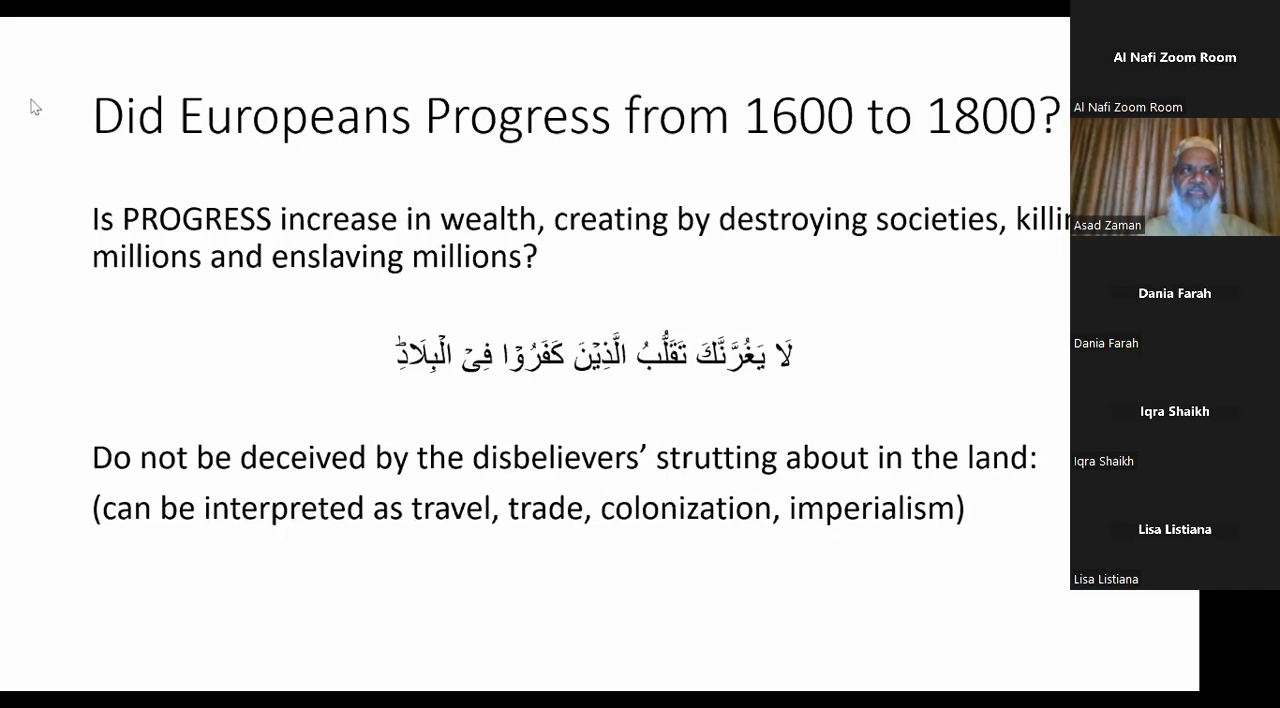 Did Europeans Progress from 1600 to 1800?
Is PROGRESS increase in wealth, creating by destroying societies,
millions and enslaving millions?
لَا يَغُرَّنَّكَ تَقَلُّبُ الَّذِيۡنَ كَفَرُوۡا فِى الۡبِلَادِؕ
Do not be deceived by the disbelievers’ strutting about in the land:
(can be interpreted as travel, trade, colonization, imperialism)
Al Nafi Zoom Room
Al Nafi Zoom Room
Asad Zaman
Dania Farah
Dania Farah
Iqra Shaikh
Iqra Shaikh
Lisa Listiana
Lisa Listiana